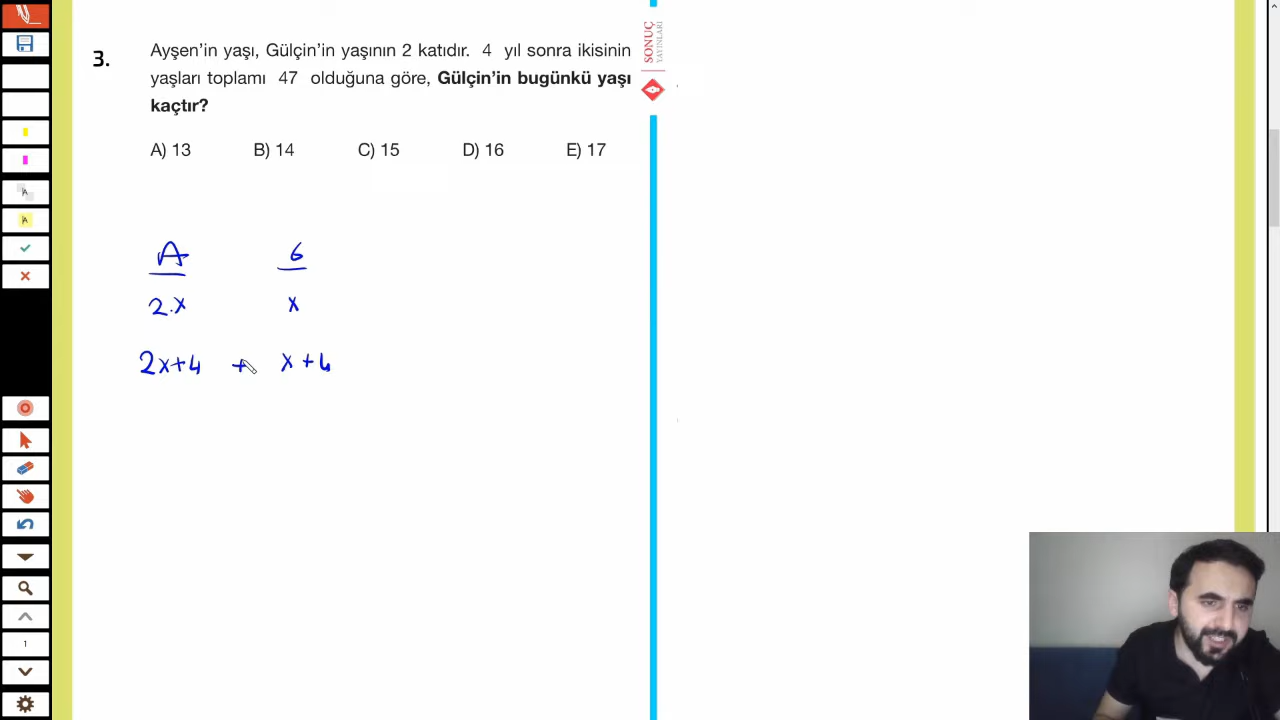 3.
Ayşen’in yaşı, Gülçin’in yaşının 2 katıdır. 4 yıl sonra ikisinin
yaşları toplamı 47 olduğuna göre, Gülçin’in bugünkü yaşı
kaçtır?
A) 13 B) 14 C) 15 D) 16 E) 17
SONUÇ
YAYINLARI
A G
2.x x
2x+4 + x+4
A
A
1